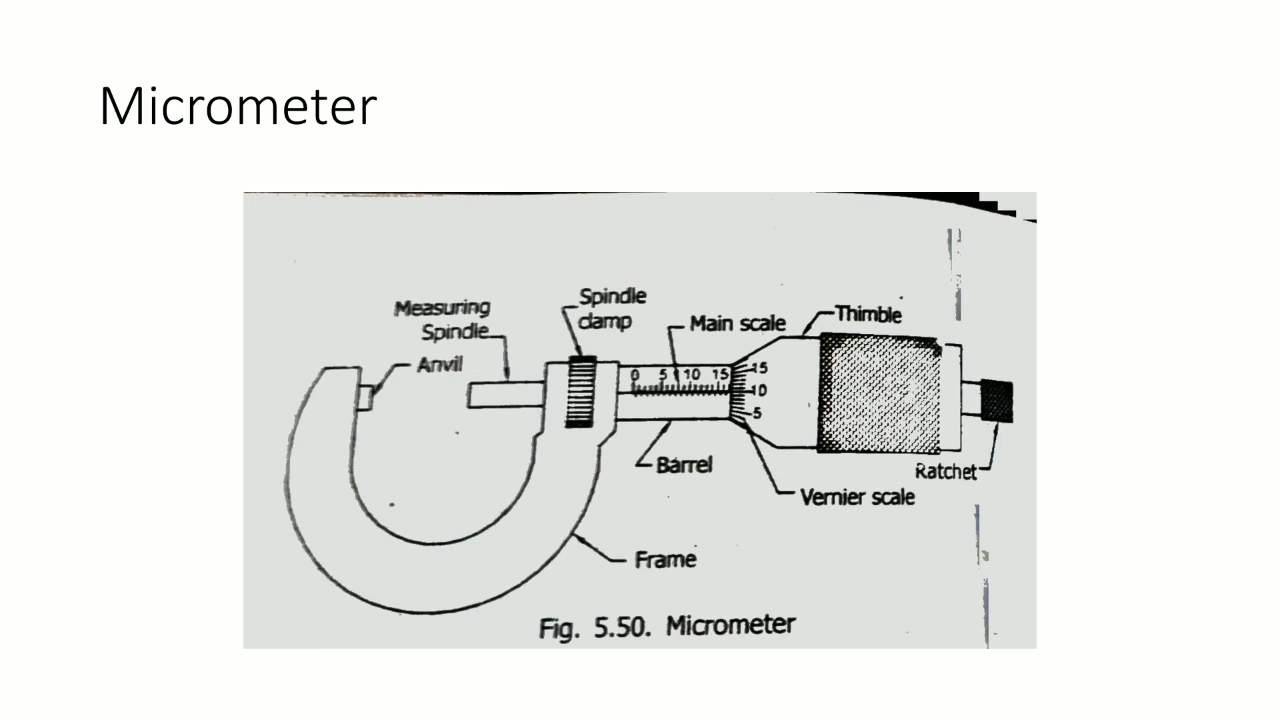 Micrometer
Measuring
Spindle
Spindle
clamp
Anvil
Main scale
Thimble
0 5 10 15
15
10
5
Barrel
Ratchet
Vernier scale
Frame
Fig. 5.50. Micrometer